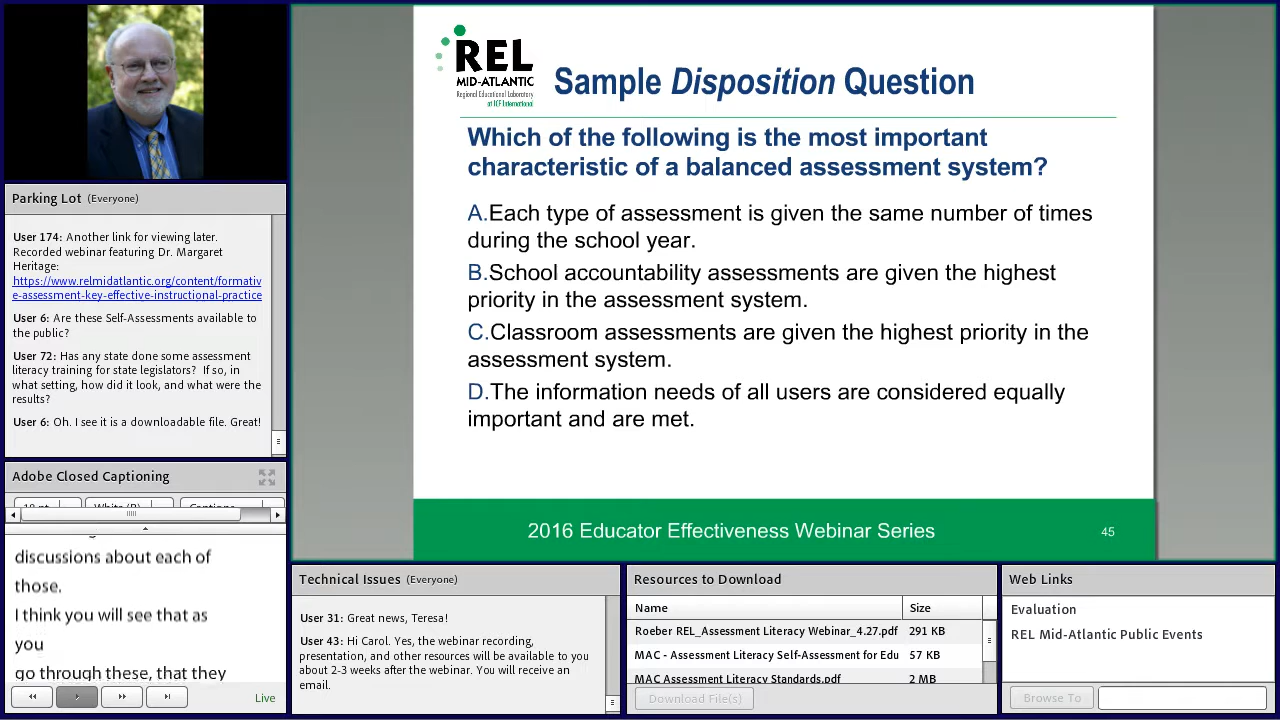 REL
MID-ATLANTIC
Regional Educational Laboratory
at ICF International
Sample Disposition Question
Which of the following is the most important
characteristic of a balanced assessment system?
A.Each type of assessment is given the same number of times
during the school year.
B.School accountability assessments are given the highest
priority in the assessment system.
C.Classroom assessments are given the highest priority in the
assessment system.
D.The information needs of all users are considered equally
important and are met.
2016 Educator Effectiveness Webinar Series
45
Parking Lot (Everyone)
User 174: Another link for viewing later.
Recorded webinar featuring Dr. Margaret
Heritage:
https://www.relmidatlantic.org/content/formativ
e-assessment-key-effective-instructional-practice
User 6: Are these Self-Assessments available to
the public?
User 72: Has any state done some assessment
literacy training for state legislators? If so, in
what setting, how did it look, and what were the
results?
User 6: Oh. I see it is a downloadable file. Great!
Adobe Closed Captioning
discussions about each of
those.
I think you will see that as
you
go through these, that they
Live
Technical Issues (Everyone)
User 31: Great news, Teresa!
User 43: Hi Carol. Yes, the webinar recording,
presentation, and other resources will be available to you
about 2-3 weeks after the webinar. You will receive an
email.
Resources to Download
Name Size
Roeber REL_Assessment Literacy Webinar_4.27.pdf 291 KB
MAC - Assessment Literacy Self-Assessment for Edu 57 KB
MAC Assessment Literacy Standards.pdf 2 MB
Download File(s)
Web Links
Evaluation
REL Mid-Atlantic Public Events
Browse To